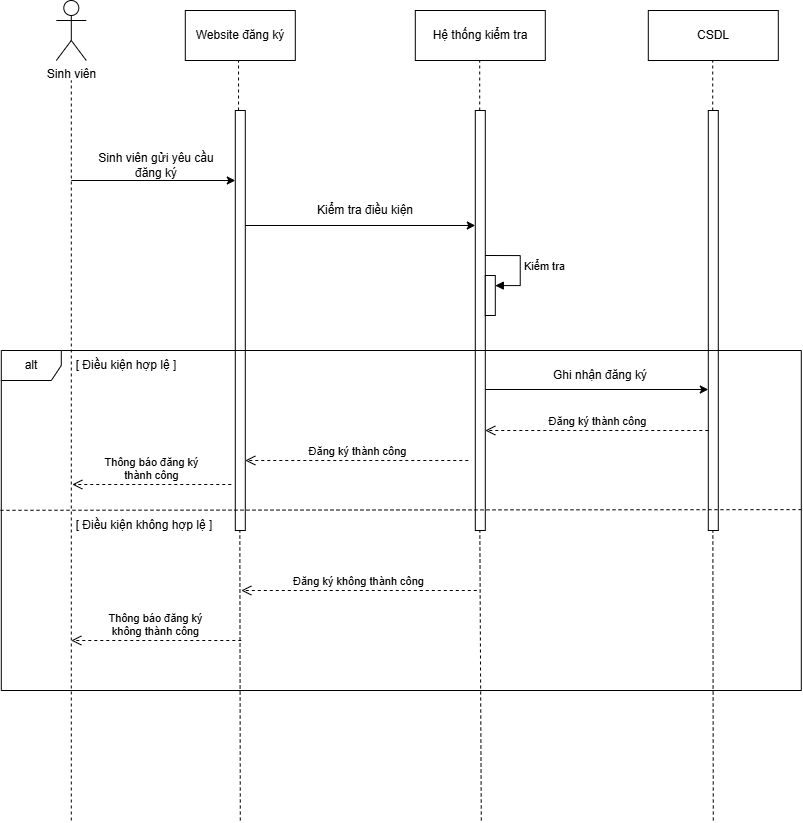 Sinh viên
Website đăng ký
Hệ thống kiểm tra
CSDL
Sinh viên gửi yêu cầu
đăng ký
Kiểm tra điều kiện
Kiểm tra
alt
[ Điều kiện hợp lệ ]
Ghi nhận đăng ký
Đăng ký thành công
Đăng ký thành công
Thông báo đăng ký
thành công
[ Điều kiện không hợp lệ ]
Đăng ký không thành công
Thông báo đăng ký
không thành công